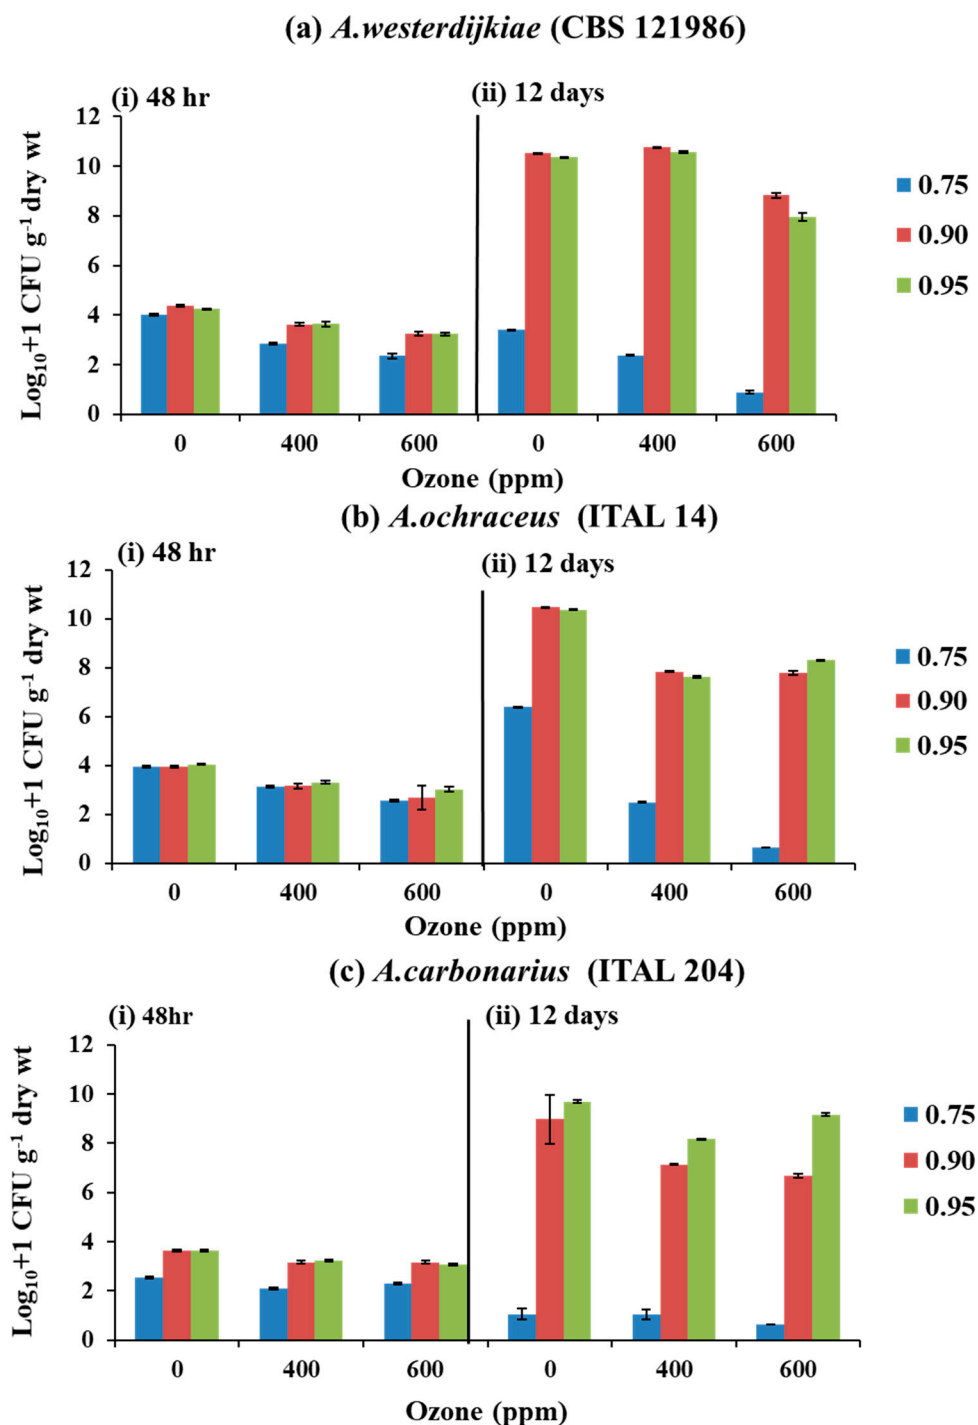 (a) A.westerdijkiae (CBS 121986)
(i) 48 hr
(ii) 12 days
Log₁₀+1 CFU g⁻¹ dry wt
12
10
8
6
4
2
0
0 400 600 0 400 600
Ozone (ppm)
0.75
0.90
0.95
(b) A.ochraceus (ITAL 14)
(i) 48 hr
(ii) 12 days
Log₁₀+1 CFU g⁻¹ dry wt
12
10
8
6
4
2
0
0 400 600 0 400 600
Ozone (ppm)
0.75
0.90
0.95
(c) A.carbonarius (ITAL 204)
(i) 48hr
(ii) 12 days
Log₁₀+1 CFU g⁻¹ dry wt
12
10
8
6
4
2
0
0 400 600 0 400 600
Ozone (ppm)
0.75
0.90
0.95